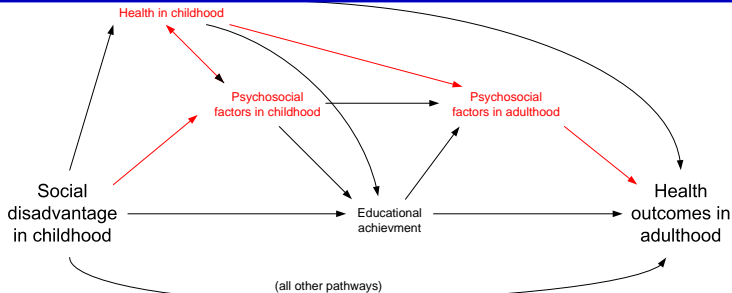 Health in childhood
Psychosocial
factors in childhood
Psychosocial
factors in adulthood
Social
disadvantage
in childhood
Educational
achievment
Health
outcomes in
adulthood
(all other pathways)